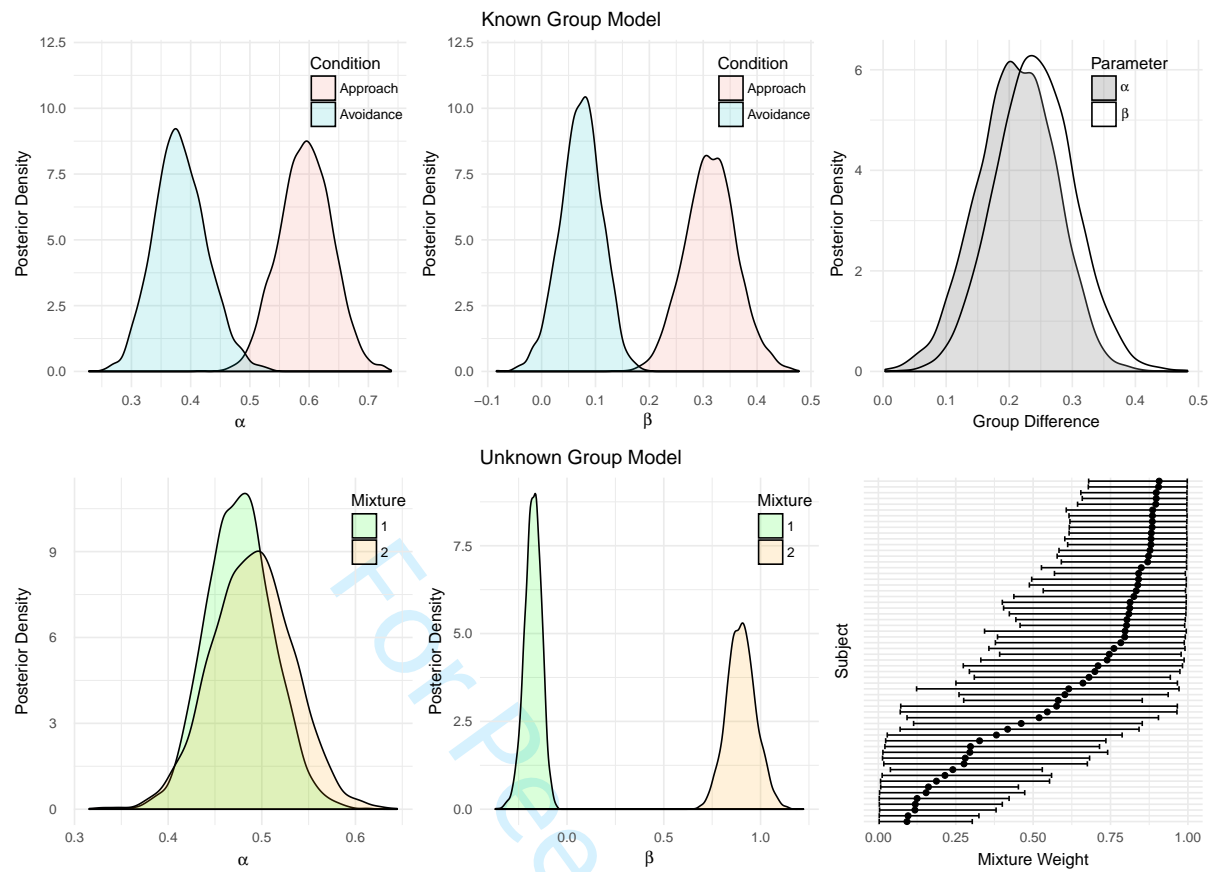 Known Group Model
12.5
10.0
7.5
5.0
2.5
0.0
Posterior Density
0.3 0.4 0.5 0.6 0.7
α
Condition
Approach
Avoidance
12.5
10.0
7.5
5.0
2.5
0.0
Posterior Density
−0.1 0.0 0.1 0.2 0.3 0.4 0.5
β
Condition
Approach
Avoidance
6
4
2
0
Posterior Density
0.0 0.1 0.2 0.3 0.4 0.5
Group Difference
Parameter
α
β
Unknown Group Model
9
6
3
0
Posterior Density
0.3 0.4 0.5 0.6
α
Mixture
1
2
7.5
5.0
2.5
0.0
Posterior Density
0.0 0.5 1.0
β
Mixture
1
2
Subject
0.00 0.25 0.50 0.75 1.00
Mixture Weight
For Pee